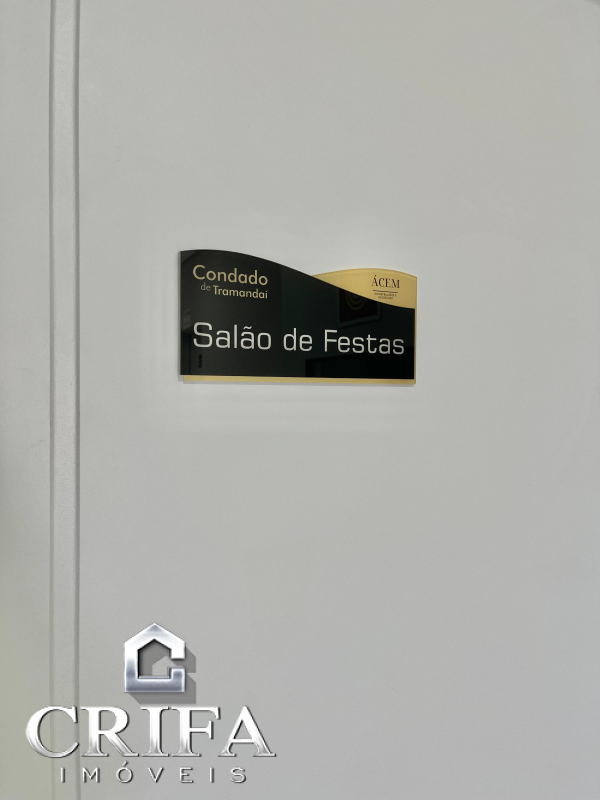 Condado
de Tramandaí
ÁCEM
Salão de Festas
CRIFA
IMÓVEIS